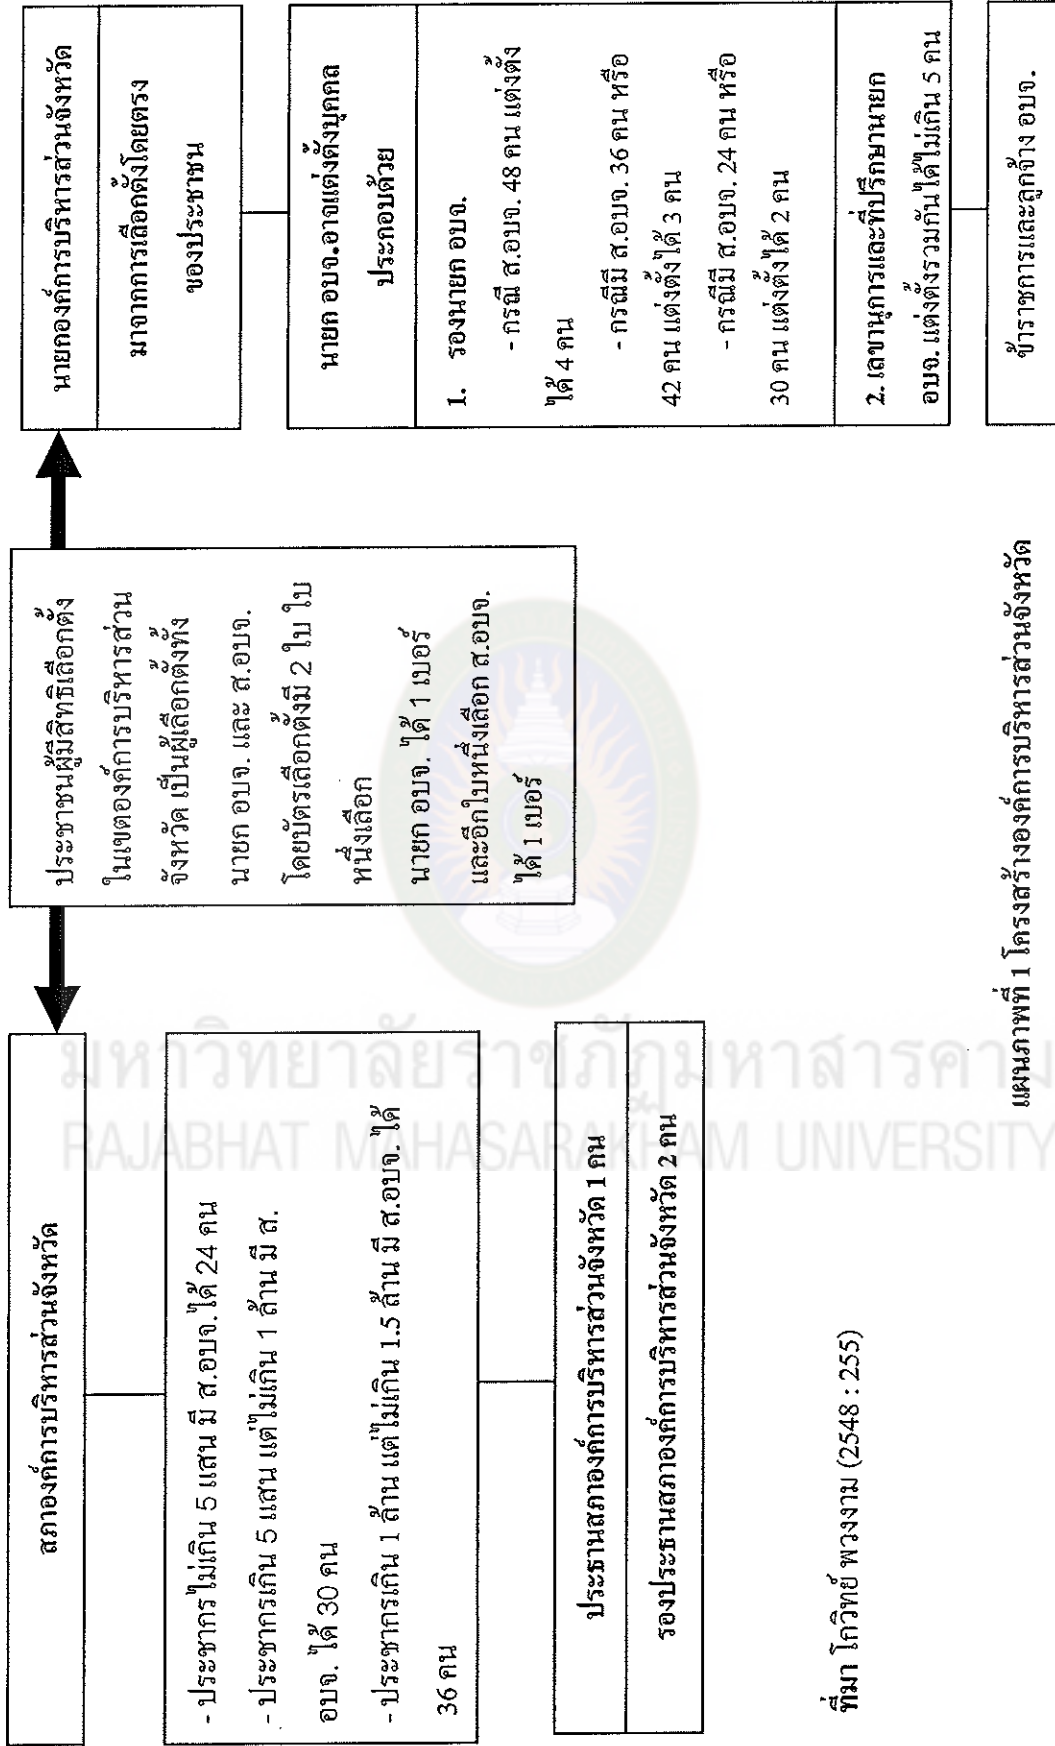 สภาองค์การบริหารส่วนจังหวัด
- ประชากรไม่เกิน 5 แสน มี ส.อบจ.ได้ 24 คน
- ประชากรเกิน 5 แสน แต่ไม่เกิน 1 ล้าน มี ส.
อบจ. ได้ 30 คน
- ประชากรเกิน 1 ล้าน แต่ไม่เกิน 1.5 ล้าน มี ส.อบจ. ได้
36 คน
ประธานสภาองค์การบริหารส่วนจังหวัด 1 คน
รองประธานสภาองค์การบริหารส่วนจังหวัด 2 คน
ประชาชนผู้มีสิทธิเลือกตั้ง
ในเขตองค์การบริหารส่วน
จังหวัด เป็นผู้เลือกตั้งทั้ง
นายก อบจ. และ ส.อบจ.
โดยบัตรเลือกตั้งมี 2 ใบ ใบ
หนึ่งเลือก
นายก อบจ. ได้ 1 เบอร์
และอีกใบหนึ่งเลือก ส.อบจ.
ได้ 1 เบอร์
นายกองค์การบริหารส่วนจังหวัด
มาจากการเลือกตั้งโดยตรง
ของประชาชน
นายก อบจ.อาจแต่งตั้งบุคคล
ประกอบด้วย
1. รองนายก อบจ.
- กรณี ส.อบจ. 48 คน แต่งตั้ง
ได้ 4 คน
- กรณีมี ส.อบจ. 36 คน หรือ
42 คน แต่งตั้งได้ 3 คน
- กรณีมี ส.อบจ. 24 คน หรือ
30 คน แต่งตั้งได้ 2 คน
2. เลขานุการและที่ปรึกษานายก
อบจ. แต่งตั้งรวมกันได้ไม่เกิน 5 คน
ข้าราชการและลูกจ้าง อบจ.
ที่มา โกวิทย์ พวงงาม (2548 : 255)
แผนภาพที่ 1 โครงสร้างองค์การบริหารส่วนจังหวัด
มหาวิทยาลัยราชภัฏมหาสารคาม
RAJABHAT MAHASARAKHAM UNIVERSITY